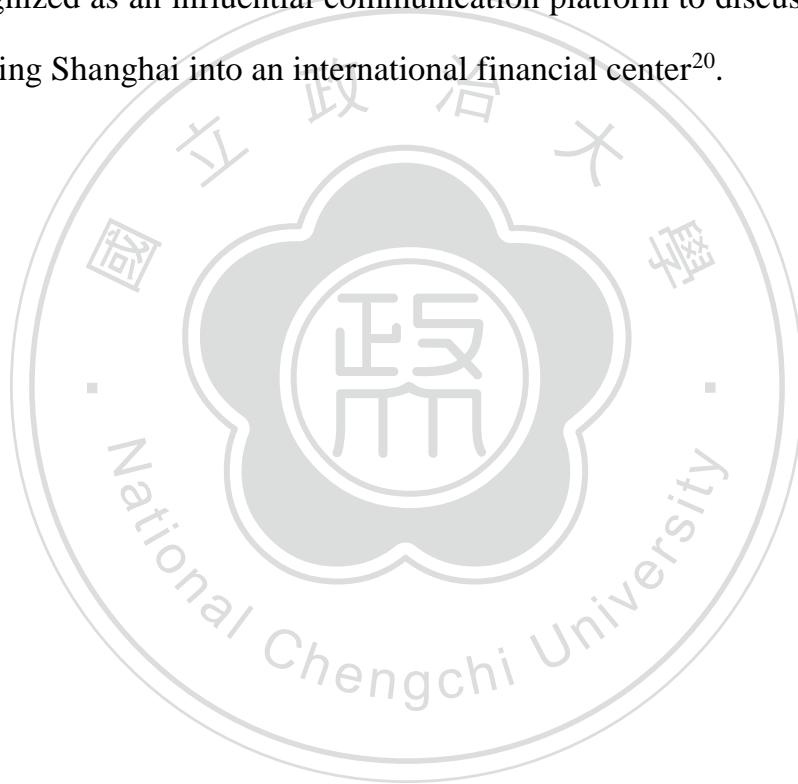 gnized as an influential communication platform to discus
ing Shanghai into an international financial center20.
國立政治大學
政
National Chengchi University